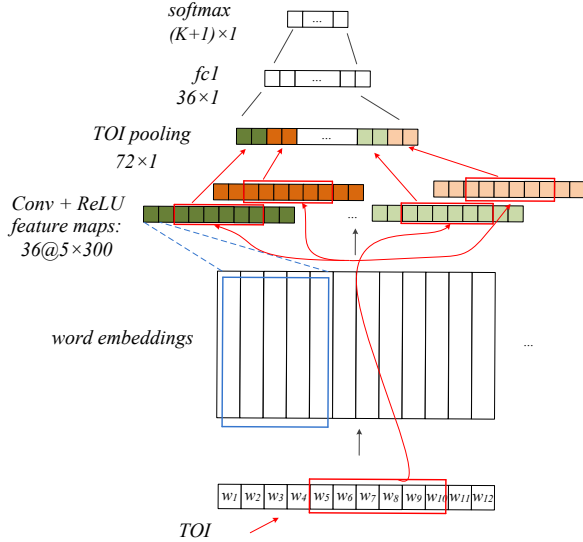 softmax
(K+1)×1
...
fc1
36×1
...
TOI pooling
72×1
...
Conv + ReLU
feature maps:
36@5×300
...
word embeddings
...
w1 w2 w3 w4 w5 w6 w7 w8 w9 w10 w11 w12
TOI